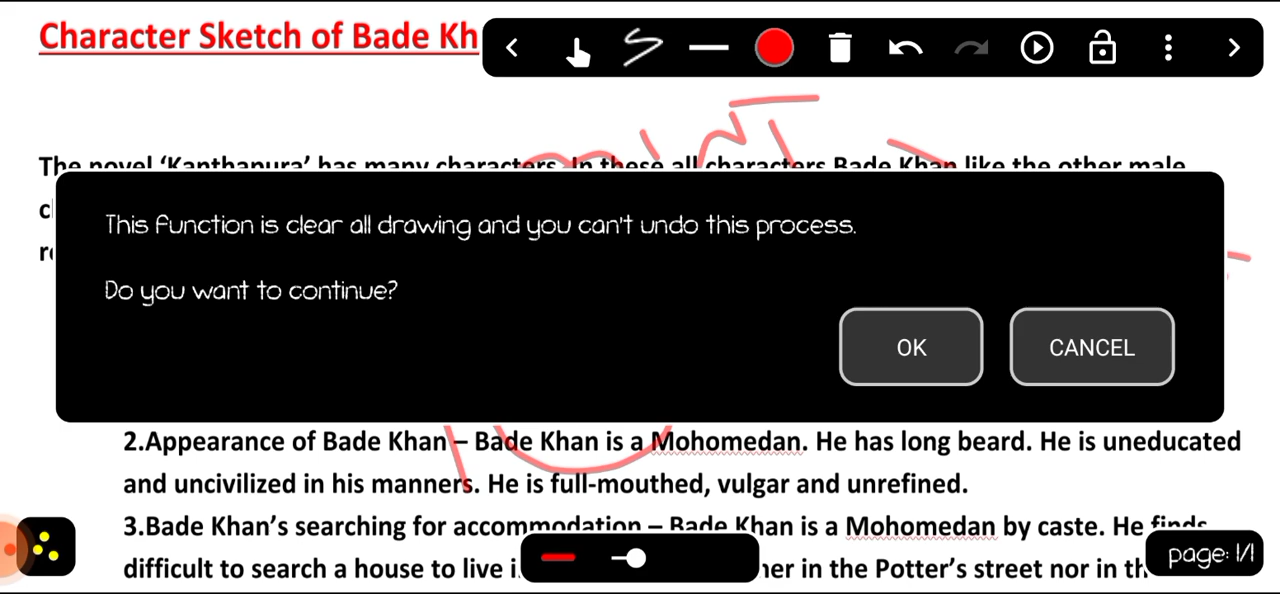 Character Sketch of Bade Kh
The novel ‘Kanthapura’ has many characters. In these all characters Bade Khan like the other male
This Function is clear all drawing and you can't undo this process.
Do you want to continue?
OK CANCEL
2.Appearance of Bade Khan – Bade Khan is a Mohomedan. He has long beard. He is uneducated
and uncivilized in his manners. He is full-mouthed, vulgar and unrefined.
3.Bade Khan’s searching for accommodation – Bade Khan is a Mohomedan by caste. He finds
difficult to search a house to live in the Potter’s street nor in
page: 1/1